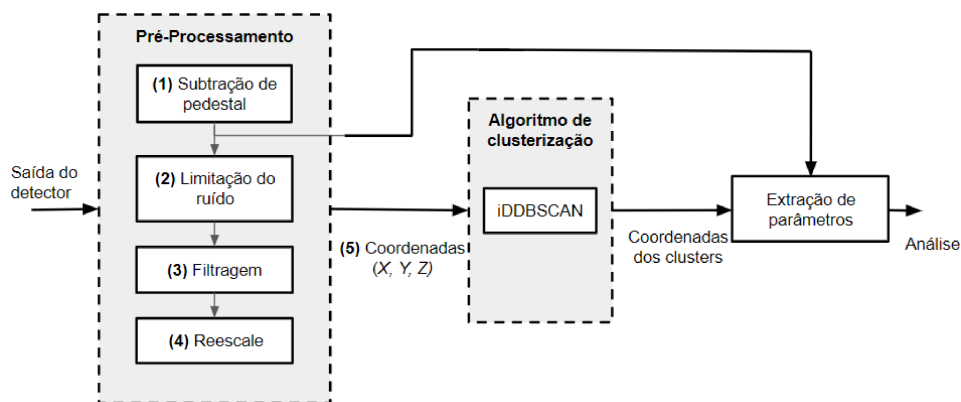 Pré-Processamento
(1) Subtração de
pedestal
(2) Limitação do
ruído
(3) Filtragem
(4) Reescale
Saída do
detector
(5) Coordenadas
(X, Y, Z)
Algoritmo de
clusterização
iDDBSCAN
Coordenadas
dos clusters
Extração de
parâmetros
Análise